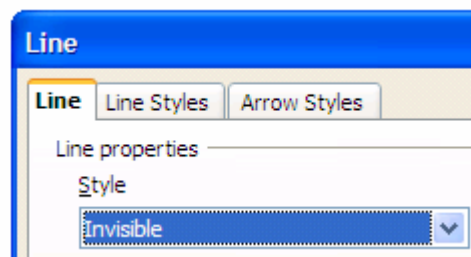 Line
Line Line Styles Arrow Styles
Line properties
Style
Invisible